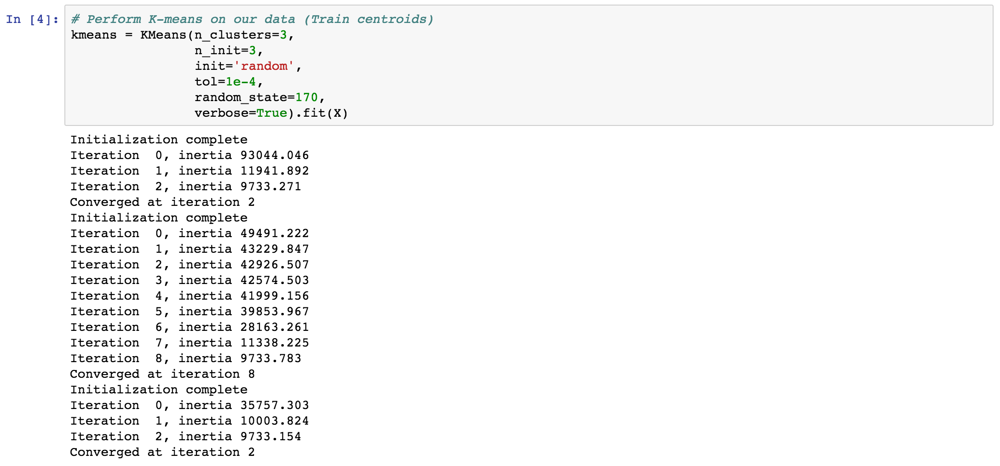 In [4]: # Perform K-means on our data (Train centroids)
kmeans = KMeans(n_clusters=3,
                n_init=3,
                init='random',
                tol=1e-4,
                random_state=170,
                verbose=True).fit(X)
Initialization complete
Iteration  0, inertia 93044.046
Iteration  1, inertia 11941.892
Iteration  2, inertia 9733.271
Converged at iteration 2
Initialization complete
Iteration  0, inertia 49491.222
Iteration  1, inertia 43229.847
Iteration  2, inertia 42926.507
Iteration  3, inertia 42574.503
Iteration  4, inertia 41999.156
Iteration  5, inertia 39853.967
Iteration  6, inertia 28163.261
Iteration  7, inertia 11338.225
Iteration  8, inertia 9733.783
Converged at iteration 8
Initialization complete
Iteration  0, inertia 35757.303
Iteration  1, inertia 10003.824
Iteration  2, inertia 9733.154
Converged at iteration 2